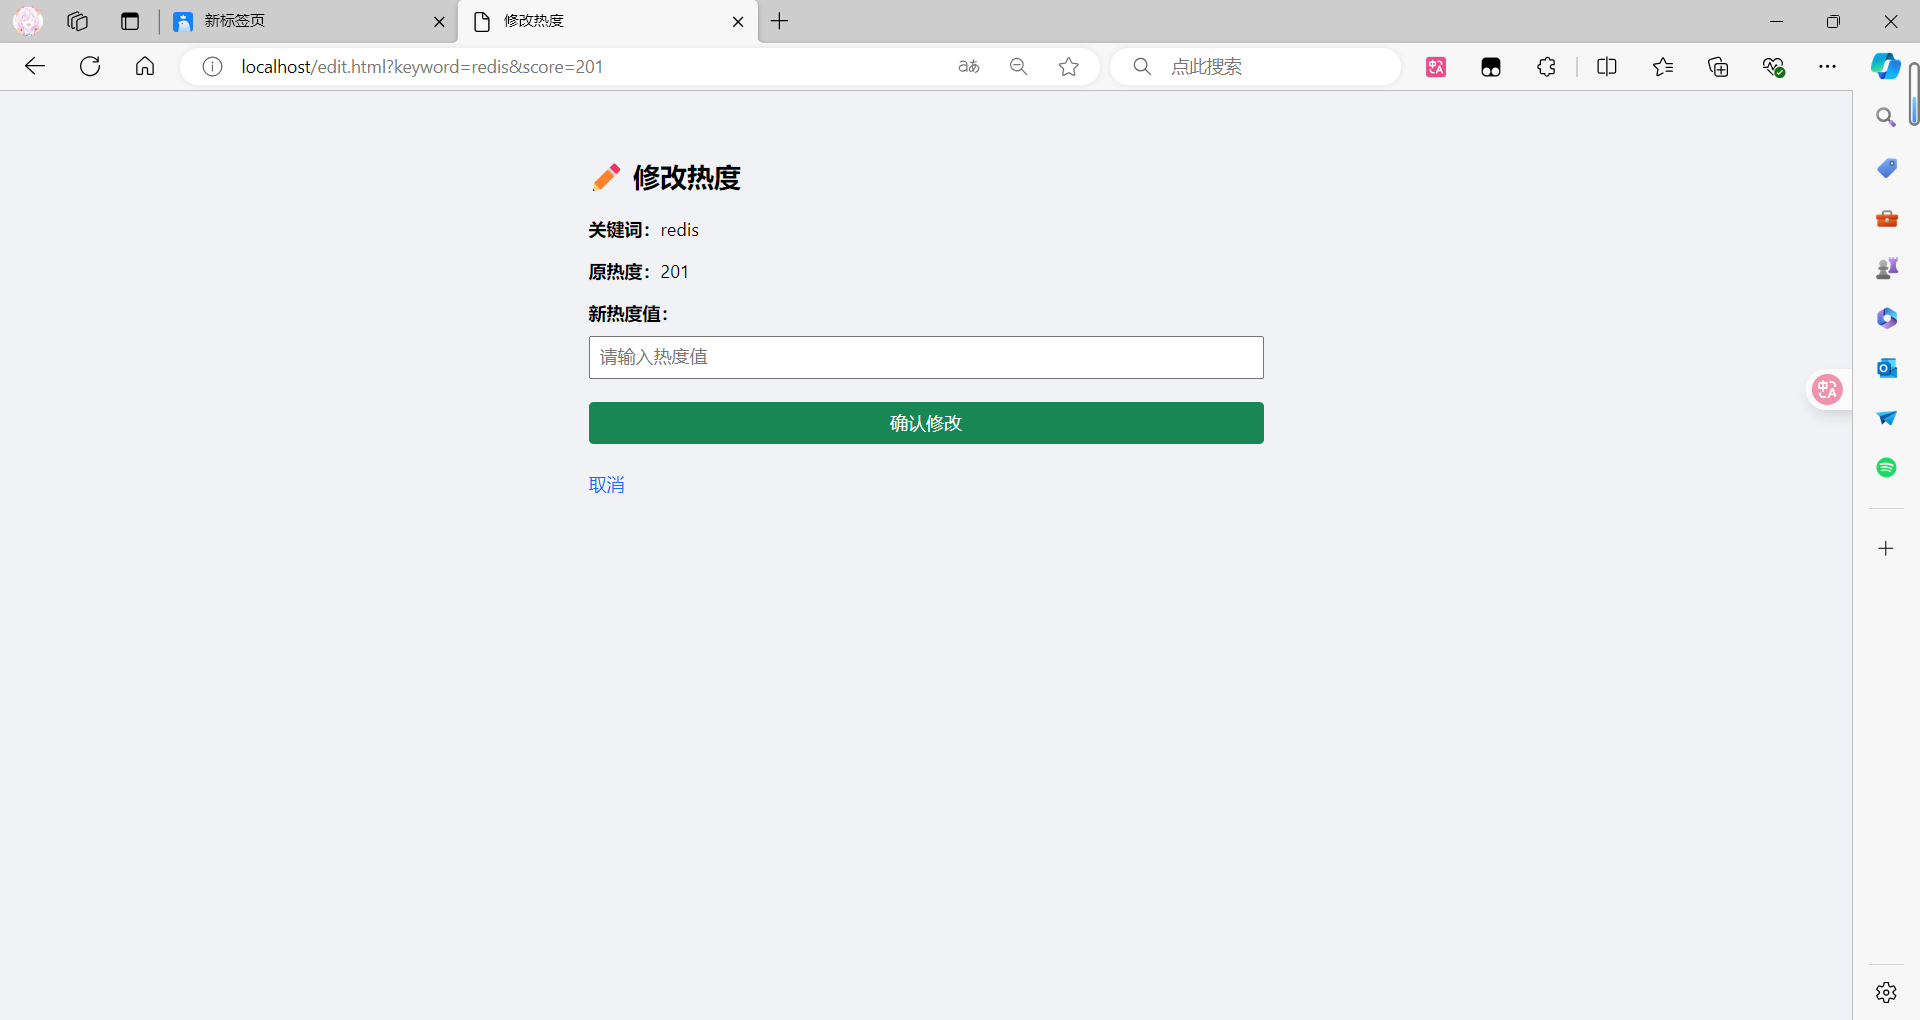 新标签页
修改热度
localhost/edit.html?keyword=redis&score=201
aあ
点此搜索
修改热度
关键词：redis
原热度：201
新热度值：
请输入热度值
确认修改
取消